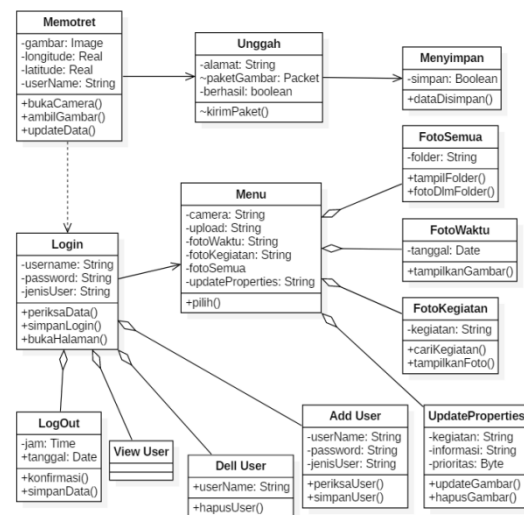 Memotret
-gambar: Image
-longitude: Real
-latitude: Real
-userName: String
+bukaCamera()
+ambilGambar()
+updateData()
Unggah
-alamat: String
~paketGambar: Packet
-berhasil: boolean
~kirimPaket()
Menyimpan
-simpan: Boolean
+dataDisimpan()
FotoSemua
-folder: String
+tampilFolder()
+fotoDlmFolder()
Menu
-camera: String
-upload: String
-fotoWaktu: String
-fotoKegiatan: String
-fotoSemua
-updateProperties: String
+pilih()
FotoWaktu
-tanggal: Date
+tampilkanGambar()
Login
-username: String
-password: String
-jenisUser: String
+periksaData()
+simpanLogin()
+bukaHalaman()
FotoKegiatan
-kegiatan: String
+cariKegiatan()
+tampilkanFoto()
LogOut
-jam: Time
+tanggal: Date
+konfirmasi()
+simpanData()
View User
Dell User
+userName: String
+hapusUser()
Add User
-userName: String
-password: String
-jenisUser: String
+periksaUser()
+simpanUser()
UpdateProperties
-kegiatan: String
-informasi: String
-prioritas: Byte
+updateGambar()
+hapusGambar()